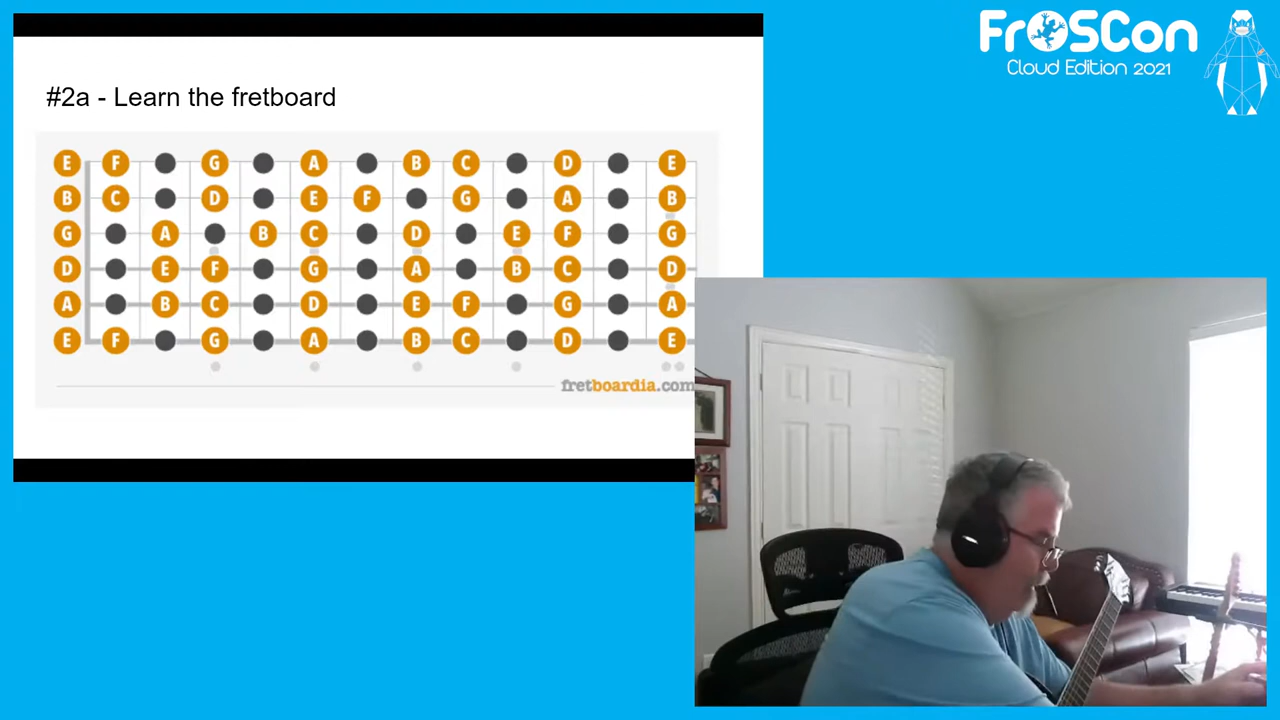 FrOSCon
Cloud Edition 2021
#2a - Learn the fretboard
E F G A B C D E
B C D E F G A B
G A B C D E F G
D E F G A B C D
A B C D E F G A
E F G A B C D E
fretboardia.com